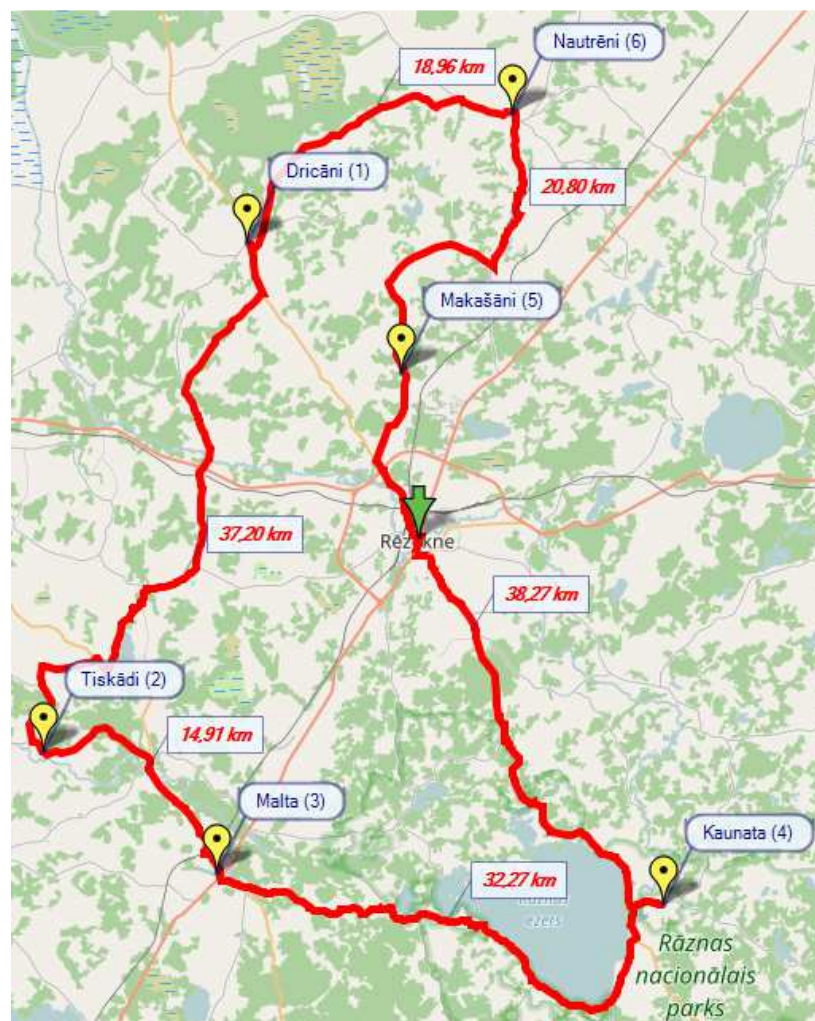 Nautrēni (6)
18,96 km
Dricāni (1)
20,80 km
Makašāni (5)
37,20 km
38,27 km
Tiskādi (2)
14,91 km
Malta (3)
Kaunata (4)
32,27 km
ezers
Rāznas
nacionālais
parks